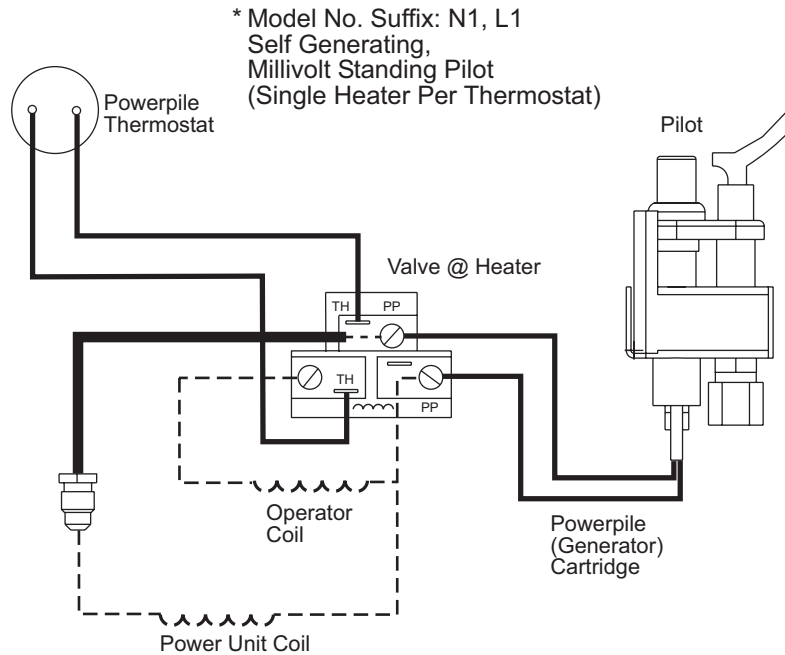 * Model No. Suffix: N1, L1
Self Generating,
Millivolt Standing Pilot
(Single Heater Per Thermostat)
Powerpile
Thermostat
Pilot
Valve @ Heater
TH PP
TH
PP
Operator
Coil
Powerpile
(Generator)
Cartridge
Power Unit Coil